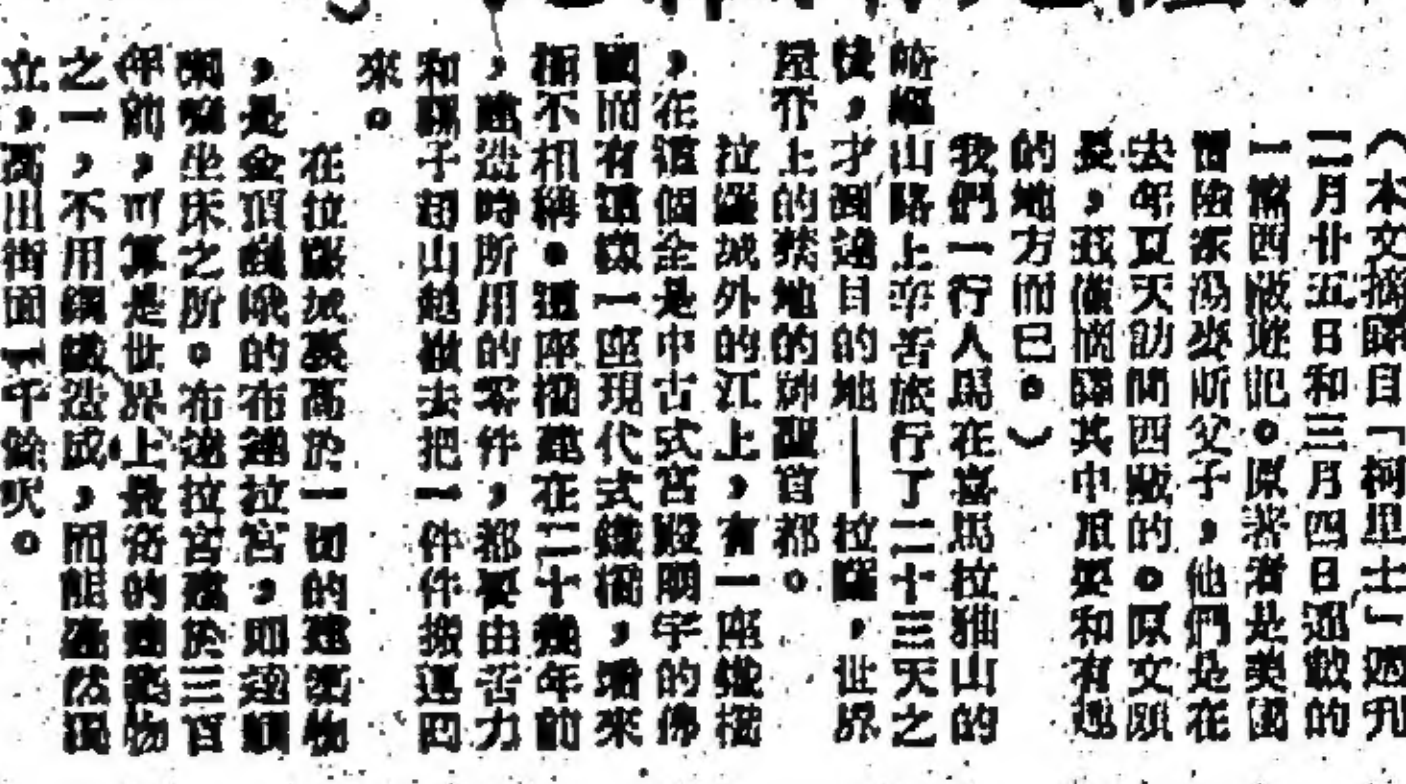 （本文摘譯自「柯里士」週刊
二月廿五日和三月四日連載的
一篇西藏遊記。原著者是美國
冒險家湯麥斯父子，他們是在
去年夏天訪問西藏的。原文頗
長，茲僅摘譯其中重要和有趣
的地方而已。）
我們一行人馬在喜馬拉雅山的
崎嶇山路上辛苦旅行了二十三天之
後，才到達目的地——拉薩，世界
屋脊上的禁地的神聖首都。
拉薩城外的江上，有一座鐵橋
，在這個全是中古式宮殿廟宇的佛
國而有這樣一座現代式鐵橋，看來
極不相稱。這座橋建在二十幾年前
，建造時所用的零件，都要由苦力
和騾子超山越嶺去把一件件搬運回
來。
在拉薩城裏高於一切的建築物
，是金頂巍峨的布達拉宮，即達賴
喇嘛坐床之所。布達拉宮建於三百
年前，可算是世界上最奇的建築物
之一，不用鋼鐵造成，而能巍然
立，高出街面一千餘呎。